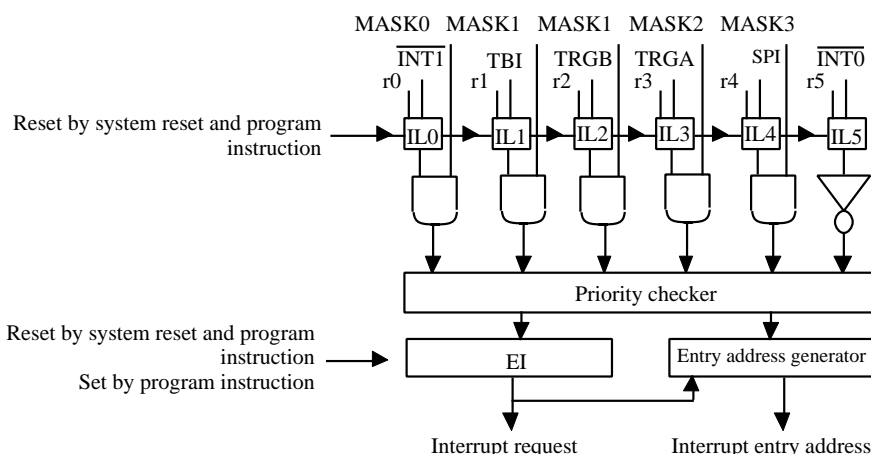 MASK0 MASK1 MASK1 MASK2 MASK3
INT1 TBI TRGB TRGA SPI INT0
r0 r1 r2 r3 r4 r5
Reset by system reset and program
instruction
IL0 IL1 IL2 IL3 IL4 IL5
Priority checker
Reset by system reset and program
instruction
Set by program instruction
EI
Entry address generator
Interrupt request
Interrupt entry address